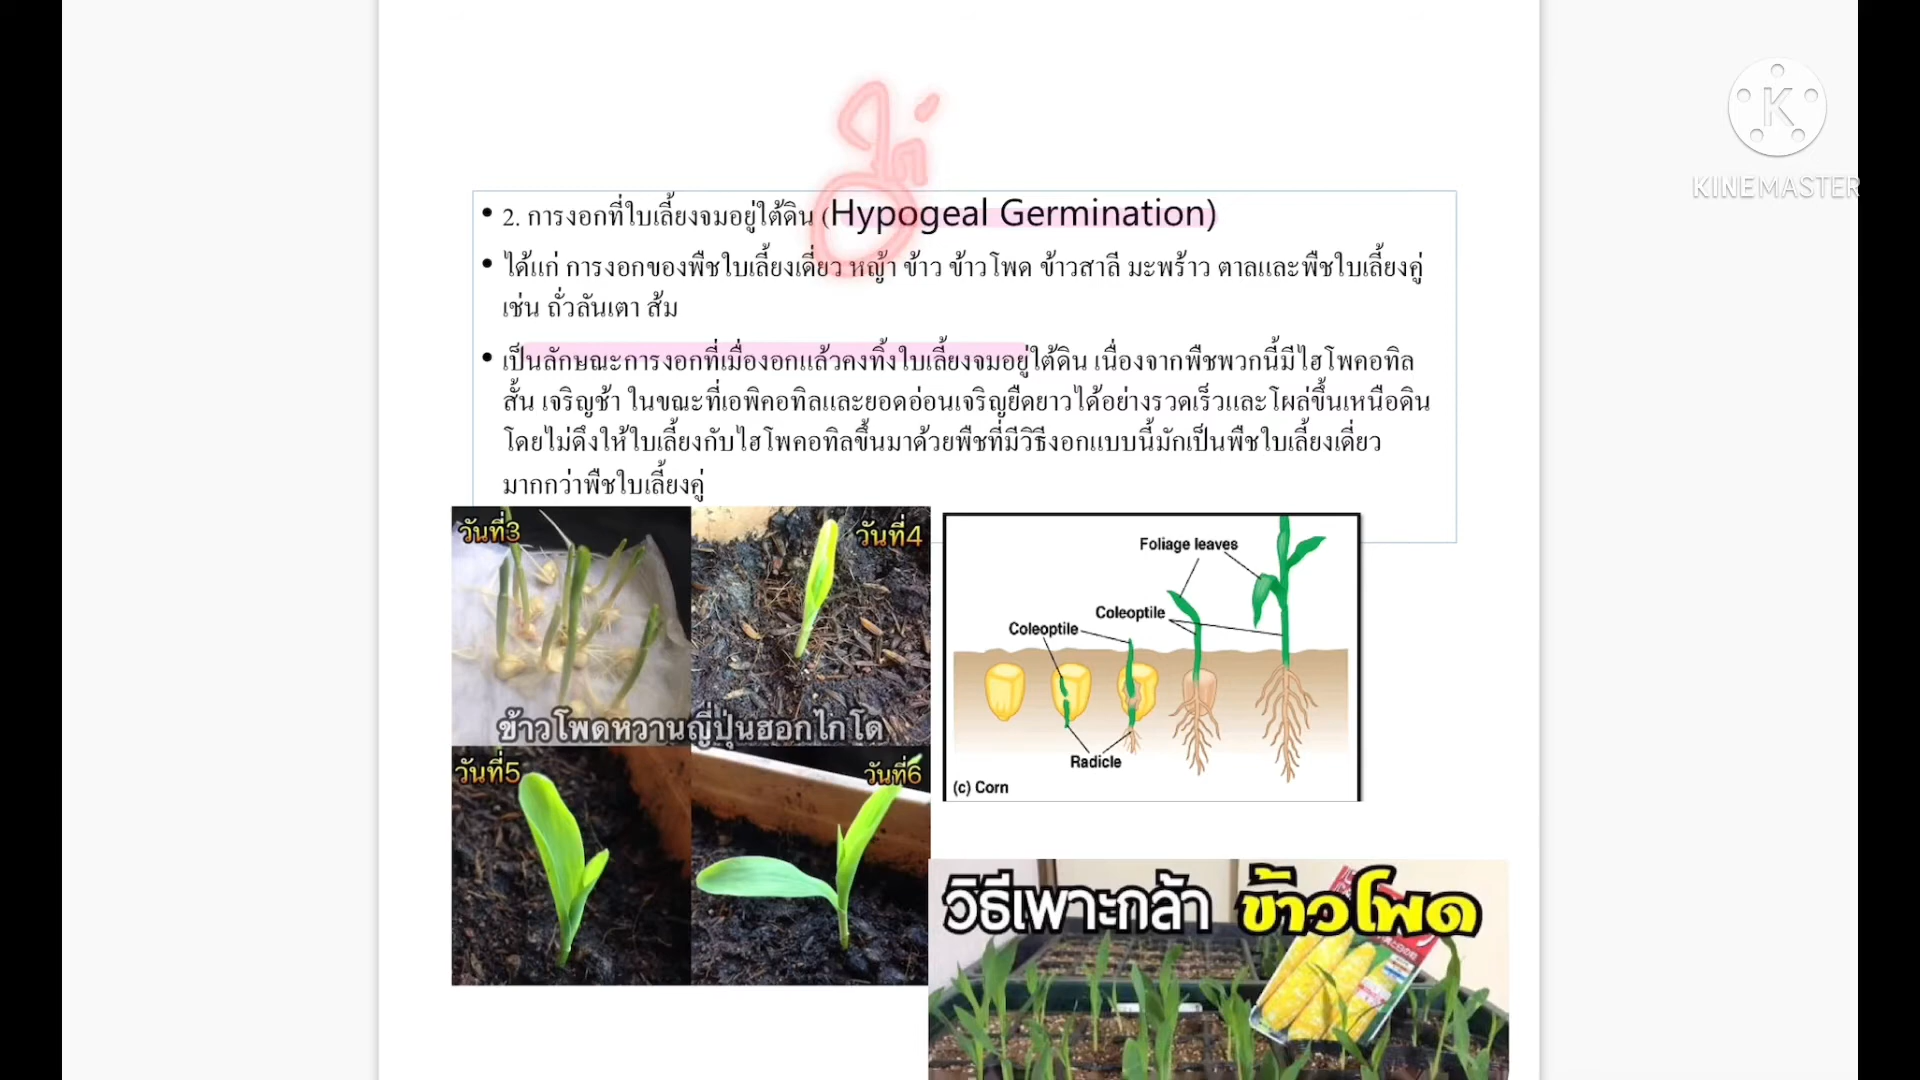 KINEMASTER
• 2. การงอกที่ใบเลี้ยงจมอยู่ใต้ดิน (Hypogeal Germination)
• ได้แก่ การงอกของพืชใบเลี้ยงเดี่ยว หญ้า ข้าว ข้าวโพด ข้าวสาลี มะพร้าว ตาลและพืชใบเลี้ยงคู่
เช่น ถั่วลันเตา ส้ม
• เป็นลักษณะการงอกที่เมื่องอกแล้วคงทิ้งใบเลี้ยงจมอยู่ใต้ดิน เนื่องจากพืชพวกนี้มีไฮโพคอทิล
สั้น เจริญช้า ในขณะที่เอพิคอทิลและยอดอ่อนเจริญยืดยาวได้อย่างรวดเร็วและโผล่ขึ้นเหนือดิน
โดยไม่ดึงให้ใบเลี้ยงกับไฮโพคอทิลขึ้นมาด้วยพืชที่มีวิธีงอกแบบนี้มักเป็นพืชใบเลี้ยงเดี่ยว
มากกว่าพืชใบเลี้ยงคู่
วันที่3
วันที่4
ข้าวโพดหวานญี่ปุ่นฮอกไกโด
วันที่5
วันที่6
Foliage leaves
Coleoptile
Coleoptile
Radicle
(c) Corn
วิธีเพาะกล้า ข้าวโพด